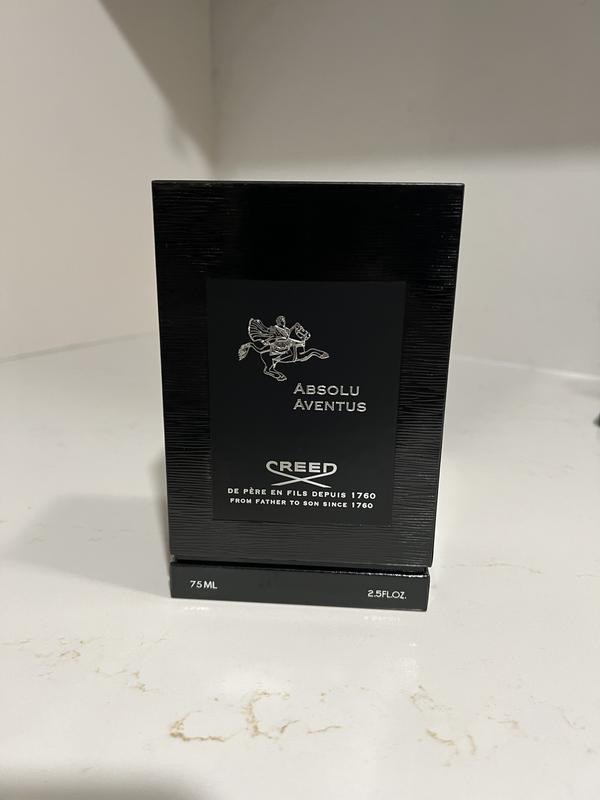 ABSOLU
AVENTUS
CREED
DE PÈRE EN FILS DEPUIS 1760
FROM FATHER TO SON SINCE 1760
75ML
2.5FL.OZ.